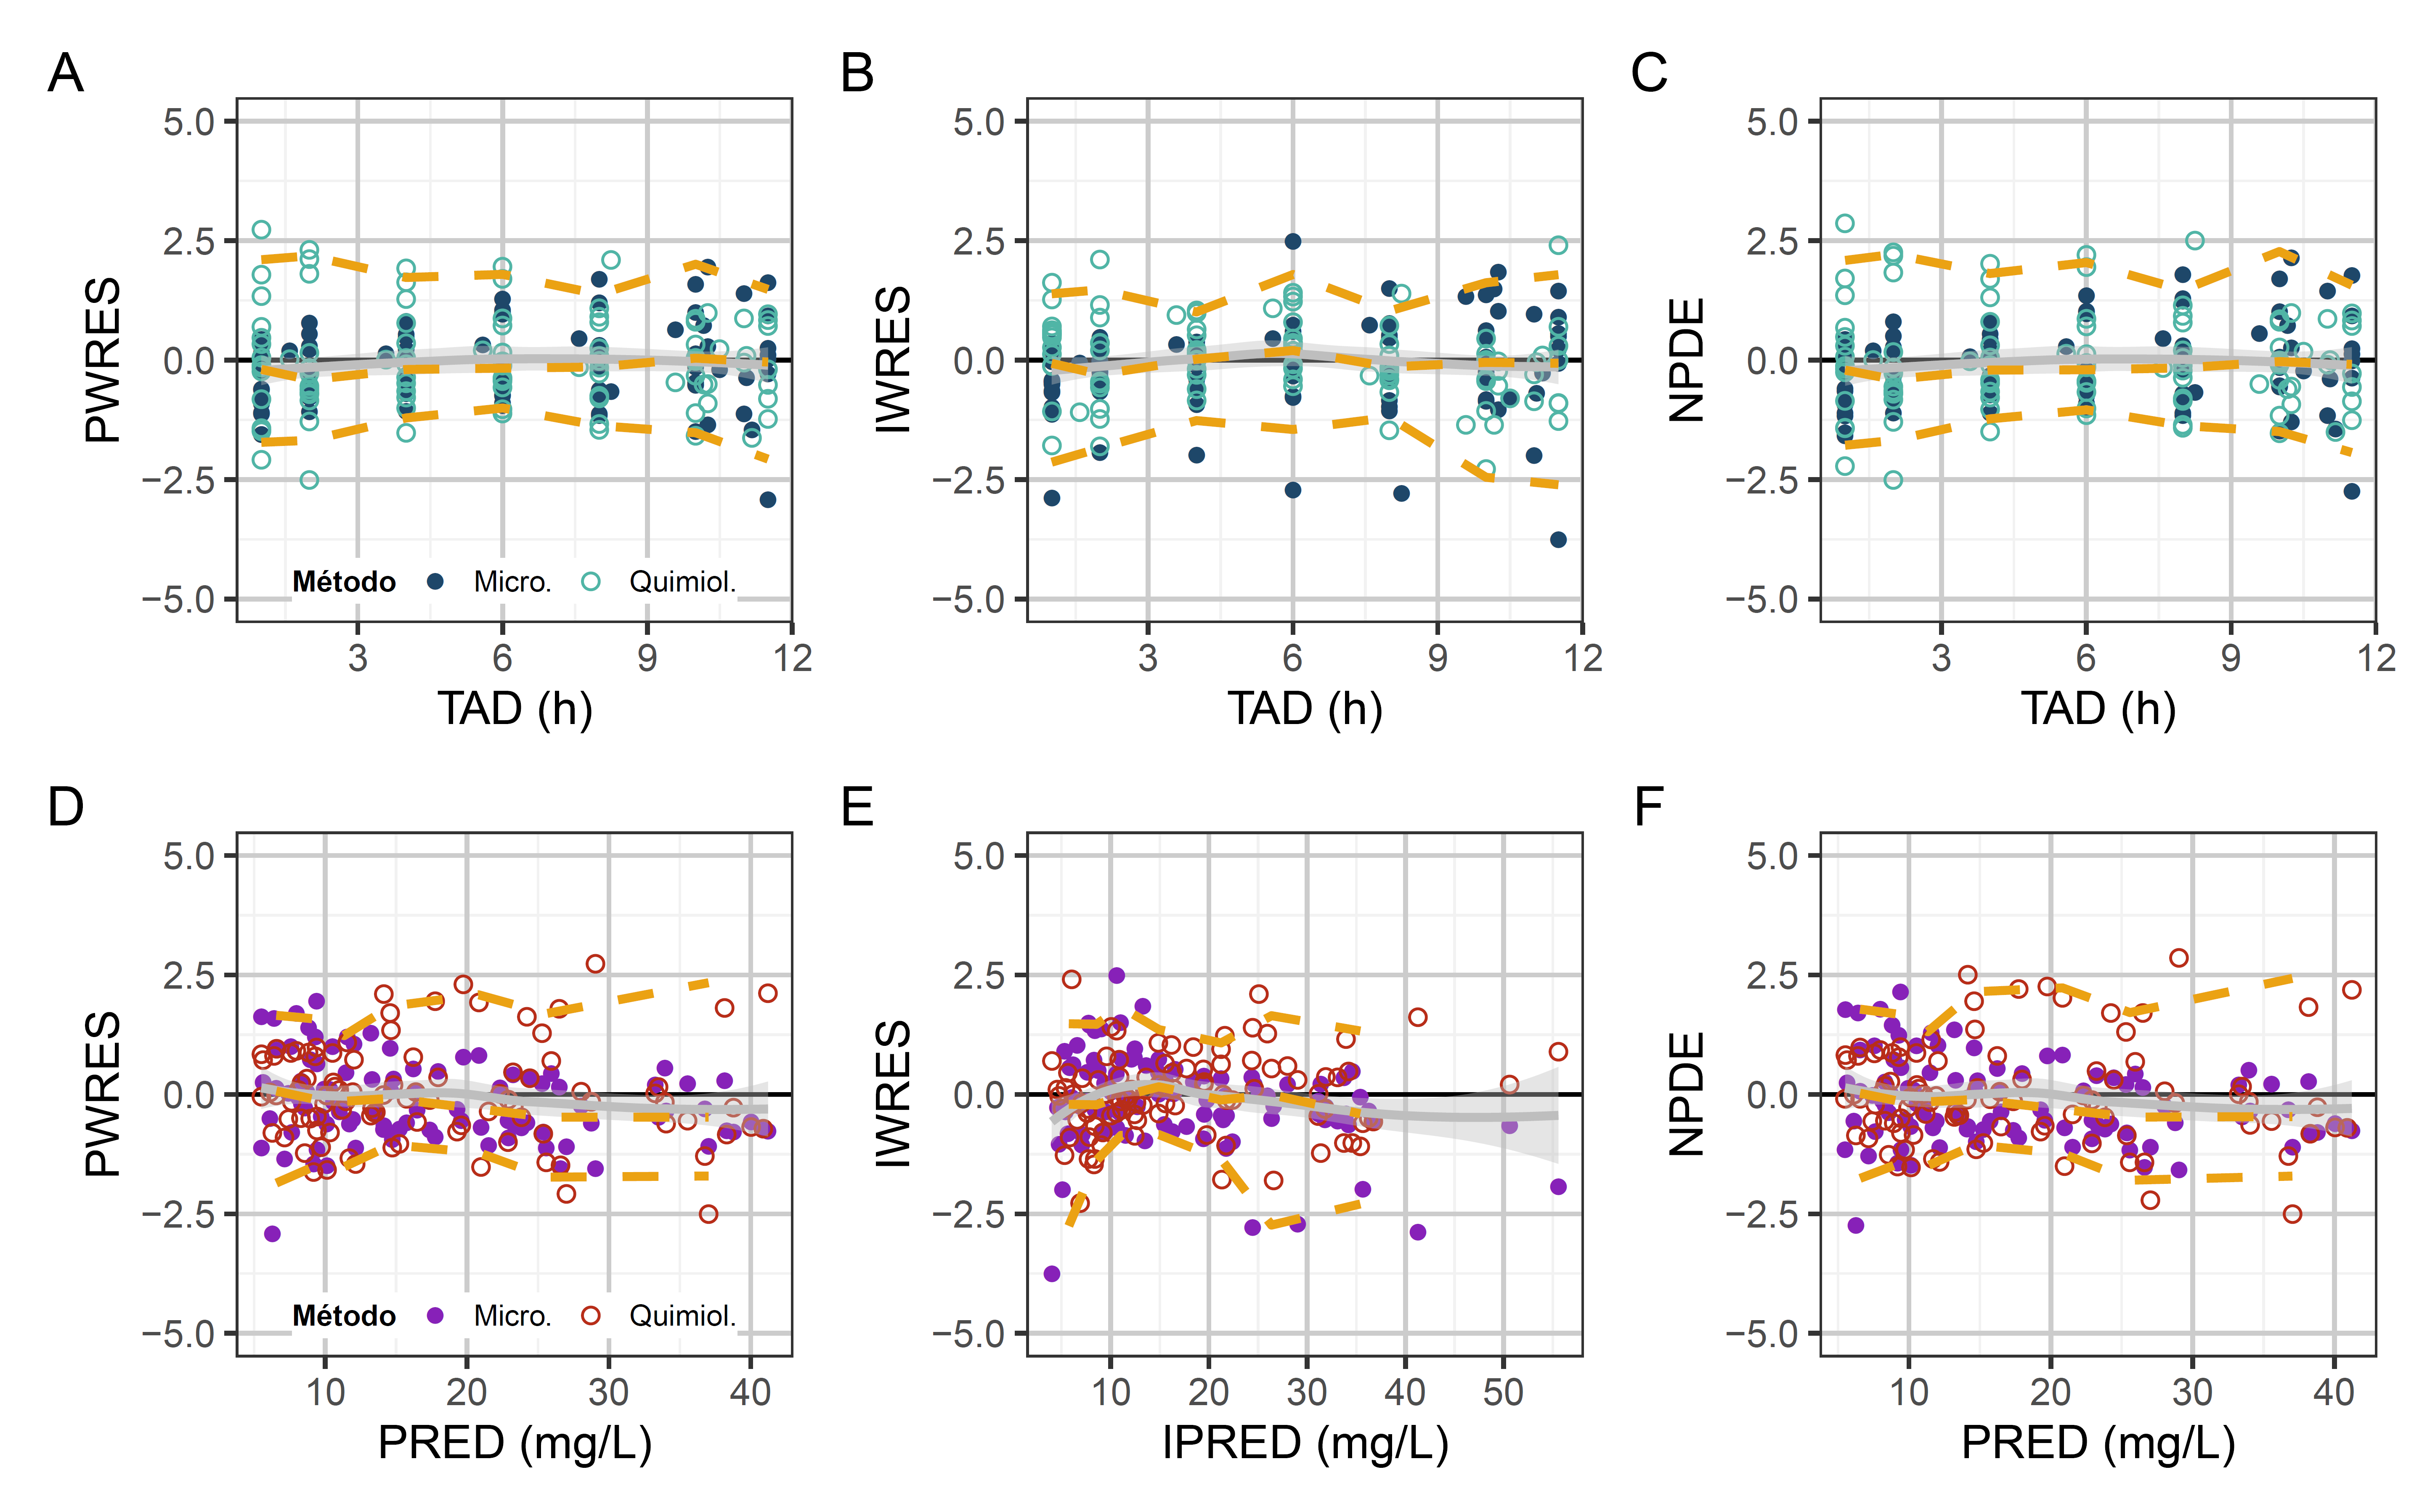 A
B
C
PWRES
5.0
2.5
0.0
−2.5
−5.0
Método Micro. Quimiol.
3 6 9 12
TAD (h)
IWRES
5.0
2.5
0.0
−2.5
−5.0
3 6 9 12
TAD (h)
NPDE
5.0
2.5
0.0
−2.5
−5.0
3 6 9 12
TAD (h)
D
E
F
PWRES
5.0
2.5
0.0
−2.5
−5.0
Método Micro. Quimiol.
10 20 30 40
PRED (mg/L)
IWRES
5.0
2.5
0.0
−2.5
−5.0
10 20 30 40 50
IPRED (mg/L)
NPDE
5.0
2.5
0.0
−2.5
−5.0
10 20 30 40
PRED (mg/L)